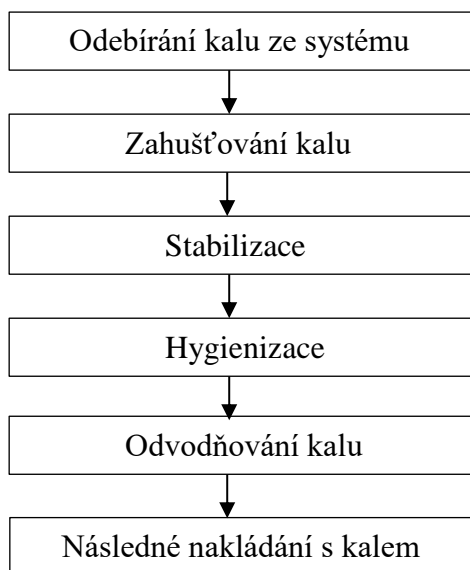 Odebírání kalu ze systému
Zahušťování kalu
Stabilizace
Hygienizace
Odvodňování kalu
Následné nakládání s kalem